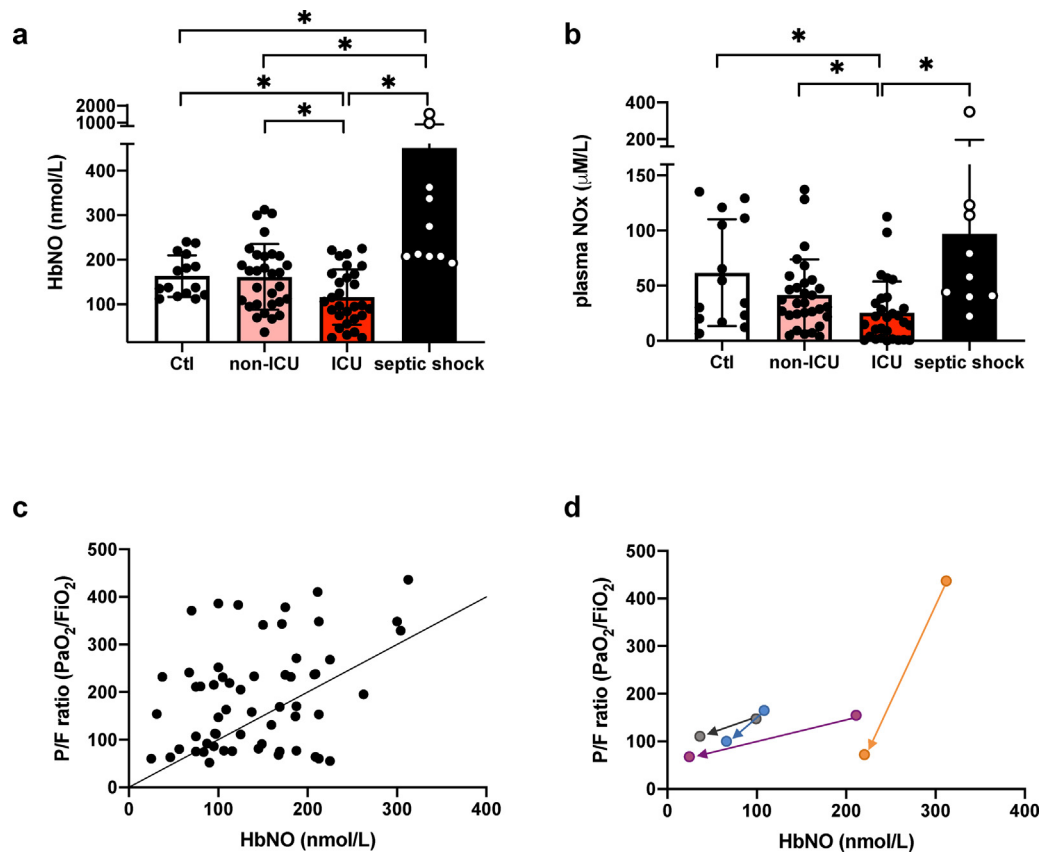 a
*
*
*
*
*
2000
1000
400
300
200
100
HbNO (nmol/L)
Ctl non-ICU ICU septic shock
b
*
*
*
400
200
150
100
50
0
plasma NOx (μM/L)
Ctl non-ICU ICU septic shock
c
500
400
300
200
100
0
P/F ratio (PaO2/FiO2)
0 100 200 300 400
HbNO (nmol/L)
d
500
400
300
200
100
0
P/F ratio (PaO2/FiO2)
0 100 200 300 400
HbNO (nmol/L)